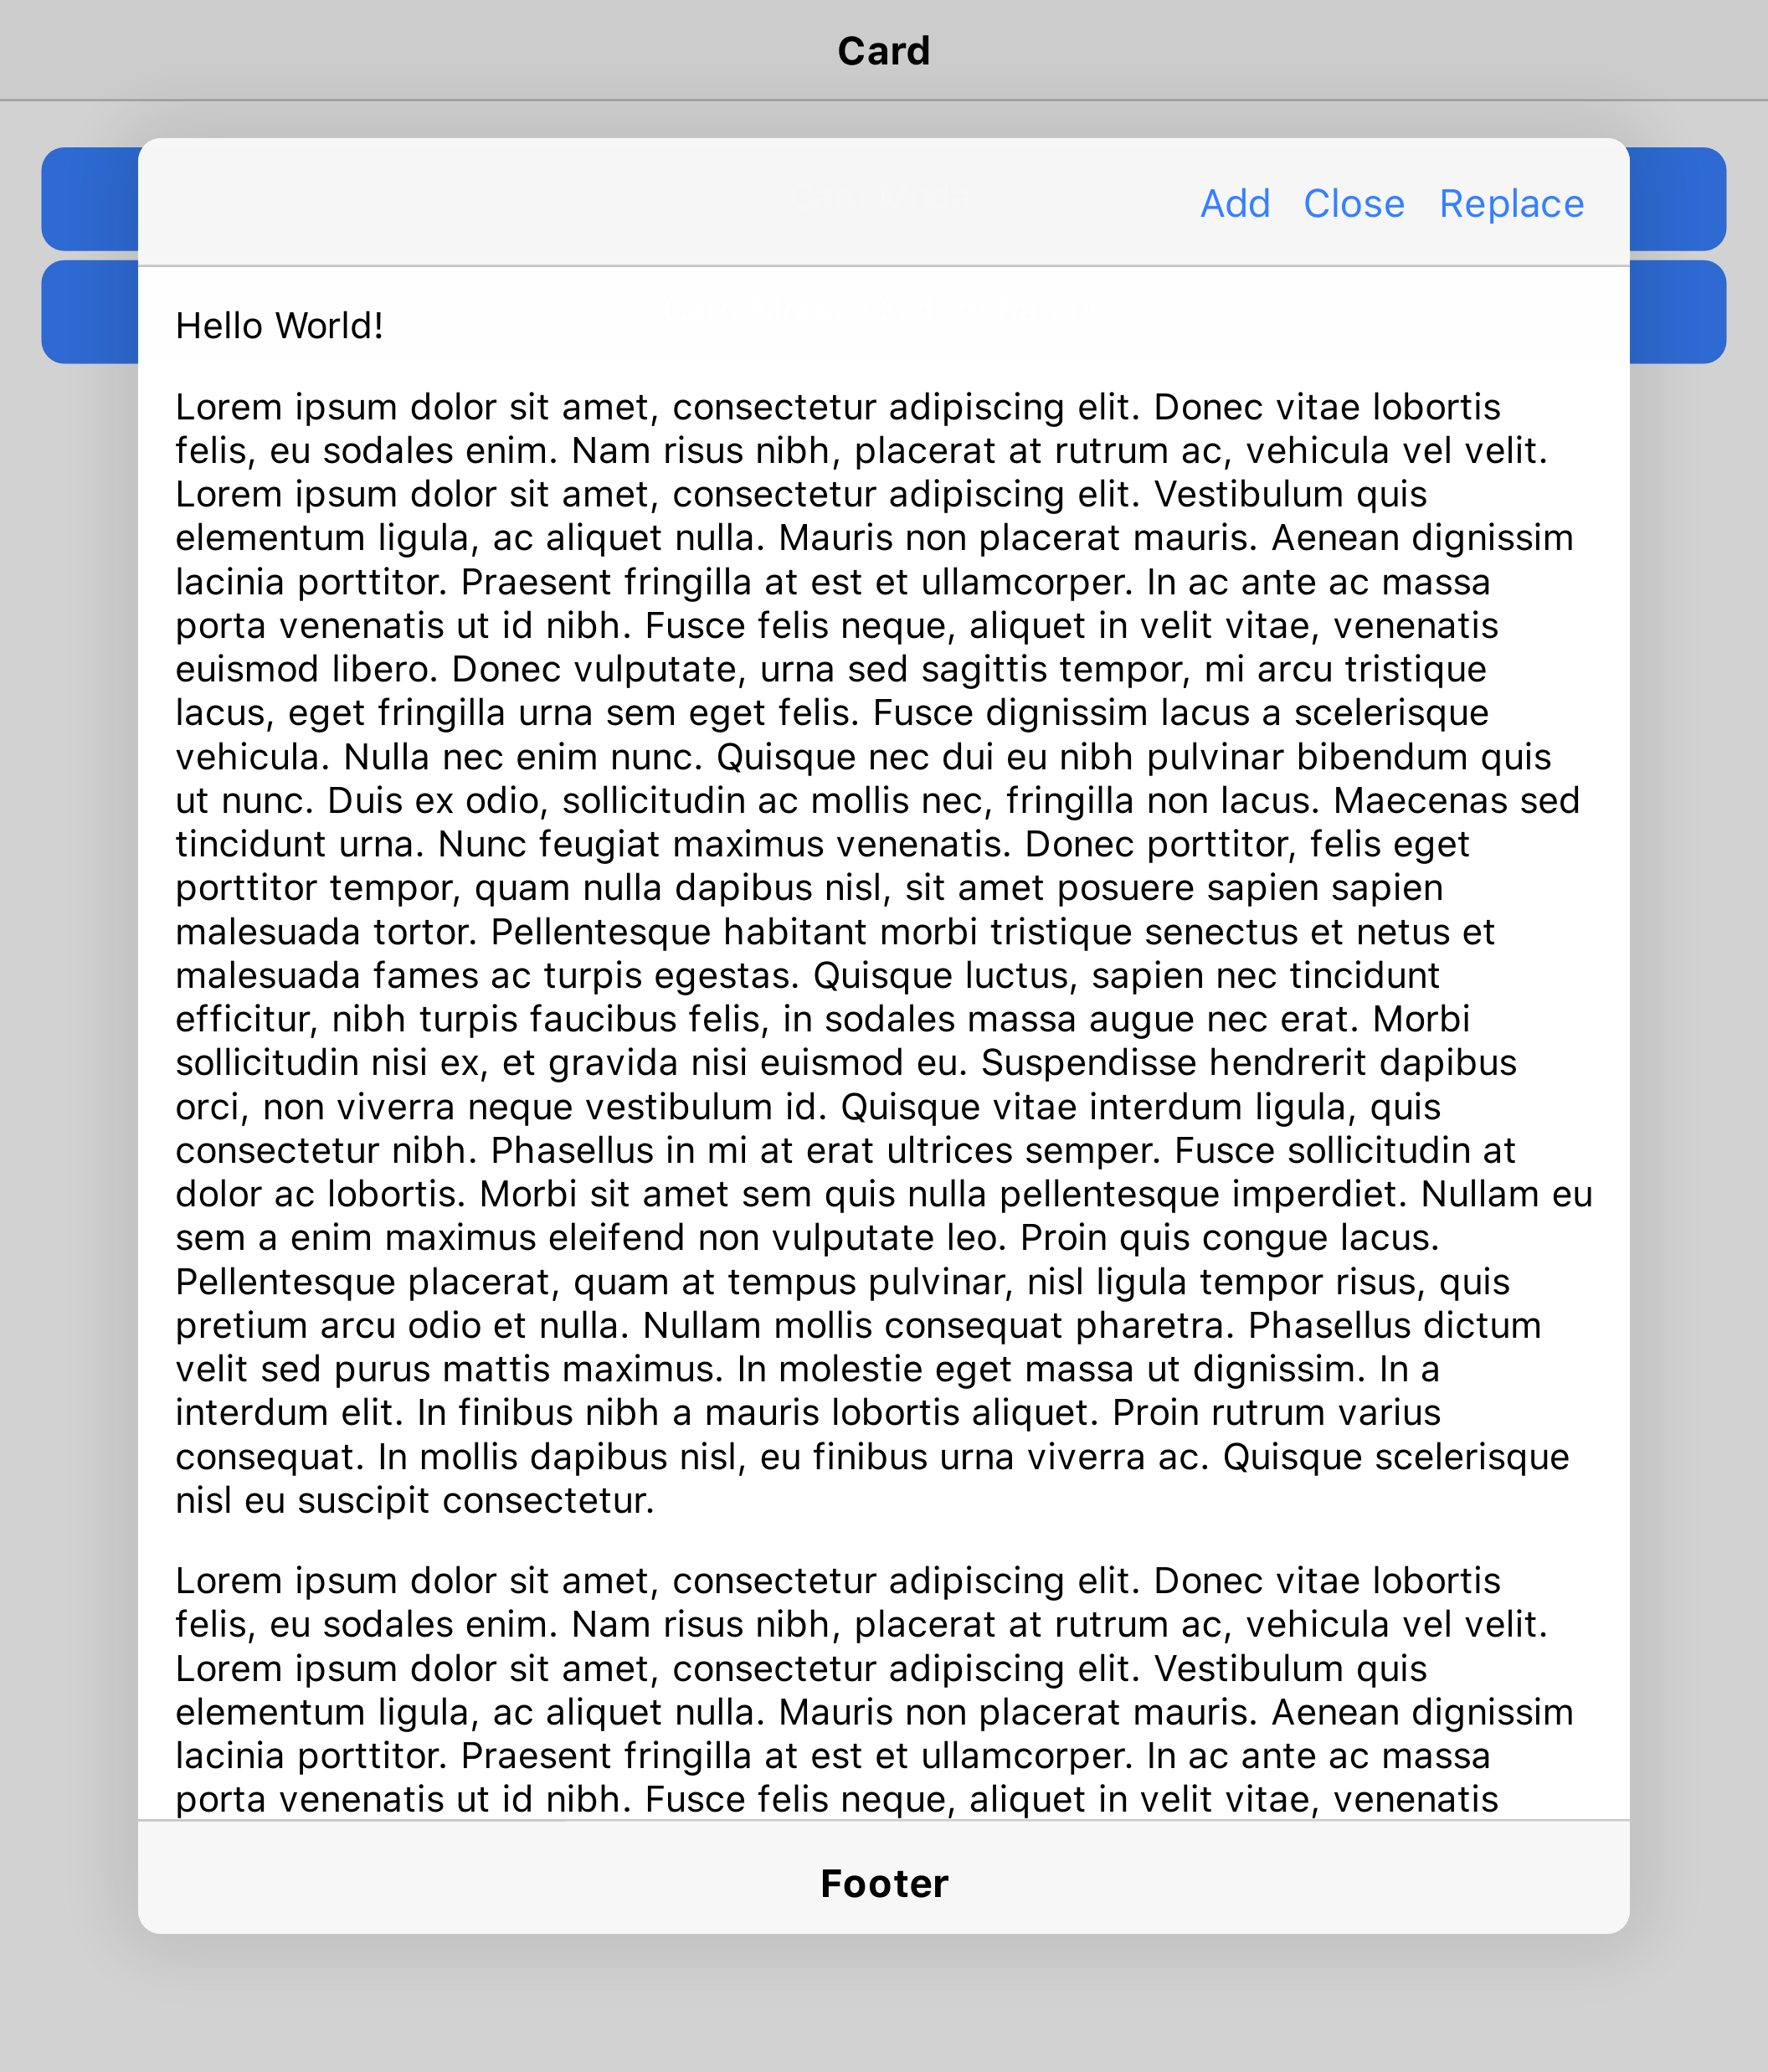 Card
Add Close Replace
Hello World!
Lorem ipsum dolor sit amet, consectetur adipiscing elit. Donec vitae lobortis
felis, eu sodales enim. Nam risus nibh, placerat at rutrum ac, vehicula vel velit.
Lorem ipsum dolor sit amet, consectetur adipiscing elit. Vestibulum quis
elementum ligula, ac aliquet nulla. Mauris non placerat mauris. Aenean dignissim
lacinia porttitor. Praesent fringilla at est et ullamcorper. In ac ante ac massa
porta venenatis ut id nibh. Fusce felis neque, aliquet in velit vitae, venenatis
euismod libero. Donec vulputate, urna sed sagittis tempor, mi arcu tristique
lacus, eget fringilla urna sem eget felis. Fusce dignissim lacus a scelerisque
vehicula. Nulla nec enim nunc. Quisque nec dui eu nibh pulvinar bibendum quis
ut nunc. Duis ex odio, sollicitudin ac mollis nec, fringilla non lacus. Maecenas sed
tincidunt urna. Nunc feugiat maximus venenatis. Donec porttitor, felis eget
porttitor tempor, quam nulla dapibus nisl, sit amet posuere sapien sapien
malesuada tortor. Pellentesque habitant morbi tristique senectus et netus et
malesuada fames ac turpis egestas. Quisque luctus, sapien nec tincidunt
efficitur, nibh turpis faucibus felis, in sodales massa augue nec erat. Morbi
sollicitudin nisi ex, et gravida nisi euismod eu. Suspendisse hendrerit dapibus
orci, non viverra neque vestibulum id. Quisque vitae interdum ligula, quis
consectetur nibh. Phasellus in mi at erat ultrices semper. Fusce sollicitudin at
dolor ac lobortis. Morbi sit amet sem quis nulla pellentesque imperdiet. Nullam eu
sem a enim maximus eleifend non vulputate leo. Proin quis congue lacus.
Pellentesque placerat, quam at tempus pulvinar, nisl ligula tempor risus, quis
pretium arcu odio et nulla. Nullam mollis consequat pharetra. Phasellus dictum
velit sed purus mattis maximus. In molestie eget massa ut dignissim. In a
interdum elit. In finibus nibh a mauris lobortis aliquet. Proin rutrum varius
consequat. In mollis dapibus nisl, eu finibus urna viverra ac. Quisque scelerisque
nisl eu suscipit consectetur.
Lorem ipsum dolor sit amet, consectetur adipiscing elit. Donec vitae lobortis
felis, eu sodales enim. Nam risus nibh, placerat at rutrum ac, vehicula vel velit.
Lorem ipsum dolor sit amet, consectetur adipiscing elit. Vestibulum quis
elementum ligula, ac aliquet nulla. Mauris non placerat mauris. Aenean dignissim
lacinia porttitor. Praesent fringilla at est et ullamcorper. In ac ante ac massa
porta venenatis ut id nibh. Fusce felis neque, aliquet in velit vitae, venenatis
Footer